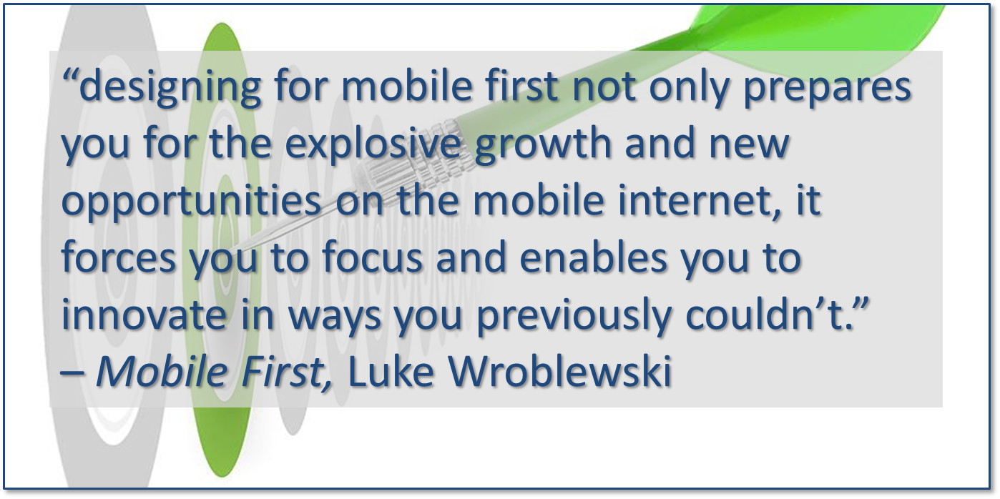 “designing for mobile first not only prepares
you for the explosive growth and new
opportunities on the mobile internet, it
forces you to focus and enables you to
innovate in ways you previously couldn’t.”
– Mobile First, Luke Wroblewski